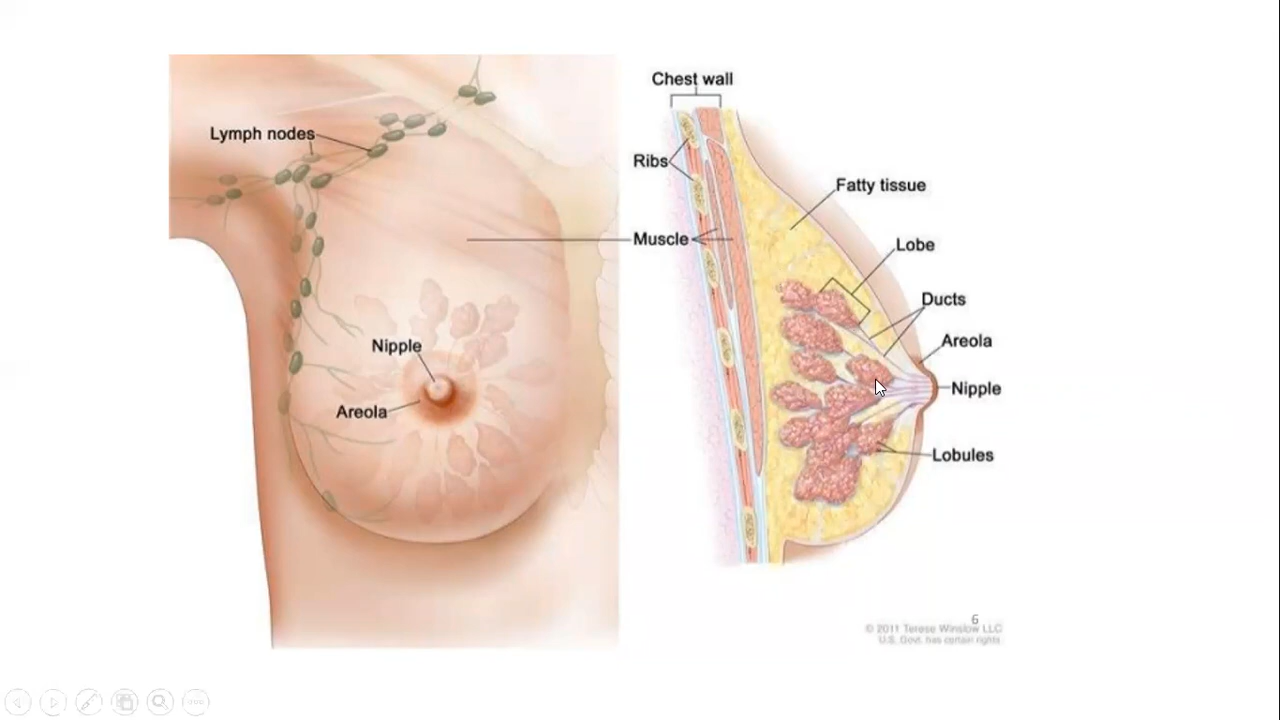 Lymph nodes
Nipple
Areola
Chest wall
Ribs
Muscle
Fatty tissue
Lobe
Ducts
Areola
Nipple
Lobules
6
© 2011 Terese Winslow LLC
U.S. Govt. has certain rights